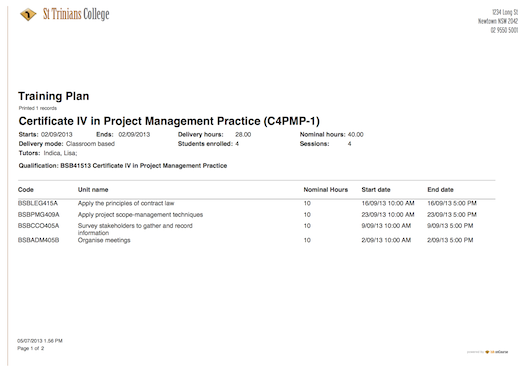 St Trinians College
1234 Long St
Newtown NSW 2042
02 9550 5001
Training Plan
Printed 1 records
Certificate IV in Project Management Practice (C4PMP-1)
Starts: 02/09/2013 Ends: 02/09/2013 Delivery hours: 28.00 Nominal hours: 40.00
Delivery mode: Classroom based Students enrolled: 4 Sessions: 4
Tutors: Indica, Lisa;
Qualification: BSB41513 Certificate IV in Project Management Practice
Code Unit name Nominal Hours Start date End date
BSBLEG415A Apply the principles of contract law 10 16/09/13 10:00 AM 16/09/13 5:00 PM
BSBPMG409A Apply project scope-management techniques 10 23/09/13 10:00 AM 23/09/13 5:00 PM
BSBCCO405A Survey stakeholders to gather and record 10 9/09/13 10:00 AM 9/09/13 5:00 PM
information
BSBADM405B Organise meetings 10 2/09/13 10:00 AM 2/09/13 5:00 PM
05/07/2013 1.56 PM
Page 1 of 2